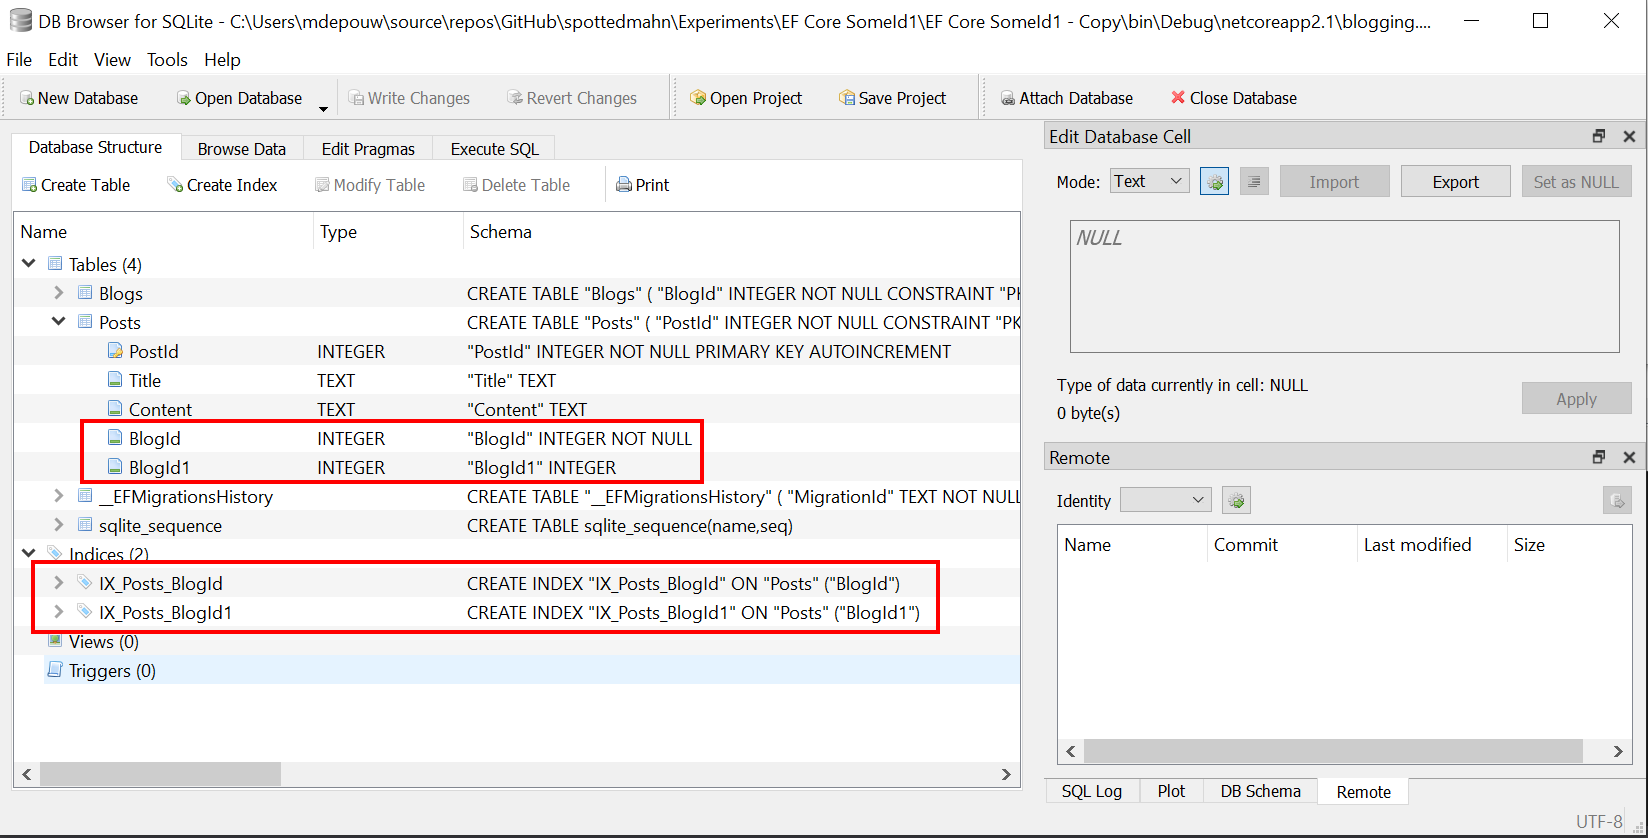 DB Browser for SQLite - C:\Users\mdepouw\source\repos\GitHub\spottedmahn\Experiments\EF Core SomeId1\EF Core SomeId1 - Copy\bin\Debug\netcoreapp2.1\blogging....
File Edit View Tools Help
New Database Open Database Write Changes Revert Changes Open Project Save Project Attach Database Close Database
Database Structure Browse Data Edit Pragmas Execute SQL
Create Table Create Index Modify Table Delete Table Print
Name Type Schema
Tables (4)
Blogs CREATE TABLE "Blogs" ( "BlogId" INTEGER NOT NULL CONSTRAINT "PK
Posts CREATE TABLE "Posts" ( "PostId" INTEGER NOT NULL CONSTRAINT "PK
PostId INTEGER "PostId" INTEGER NOT NULL PRIMARY KEY AUTOINCREMENT
Title TEXT "Title" TEXT
Content TEXT "Content" TEXT
BlogId INTEGER "BlogId" INTEGER NOT NULL
BlogId1 INTEGER "BlogId1" INTEGER
__EFMigrationsHistory CREATE TABLE "__EFMigrationsHistory" ( "MigrationId" TEXT NOT NULL
sqlite_sequence CREATE TABLE sqlite_sequence(name,seq)
Indices (2)
IX_Posts_BlogId CREATE INDEX "IX_Posts_BlogId" ON "Posts" ("BlogId")
IX_Posts_BlogId1 CREATE INDEX "IX_Posts_BlogId1" ON "Posts" ("BlogId1")
Views (0)
Triggers (0)
Edit Database Cell
Mode: Text Import Export Set as NULL
NULL
Type of data currently in cell: NULL
0 byte(s)
Apply
Remote
Identity
Name Commit Last modified Size
SQL Log Plot DB Schema Remote
UTF-8